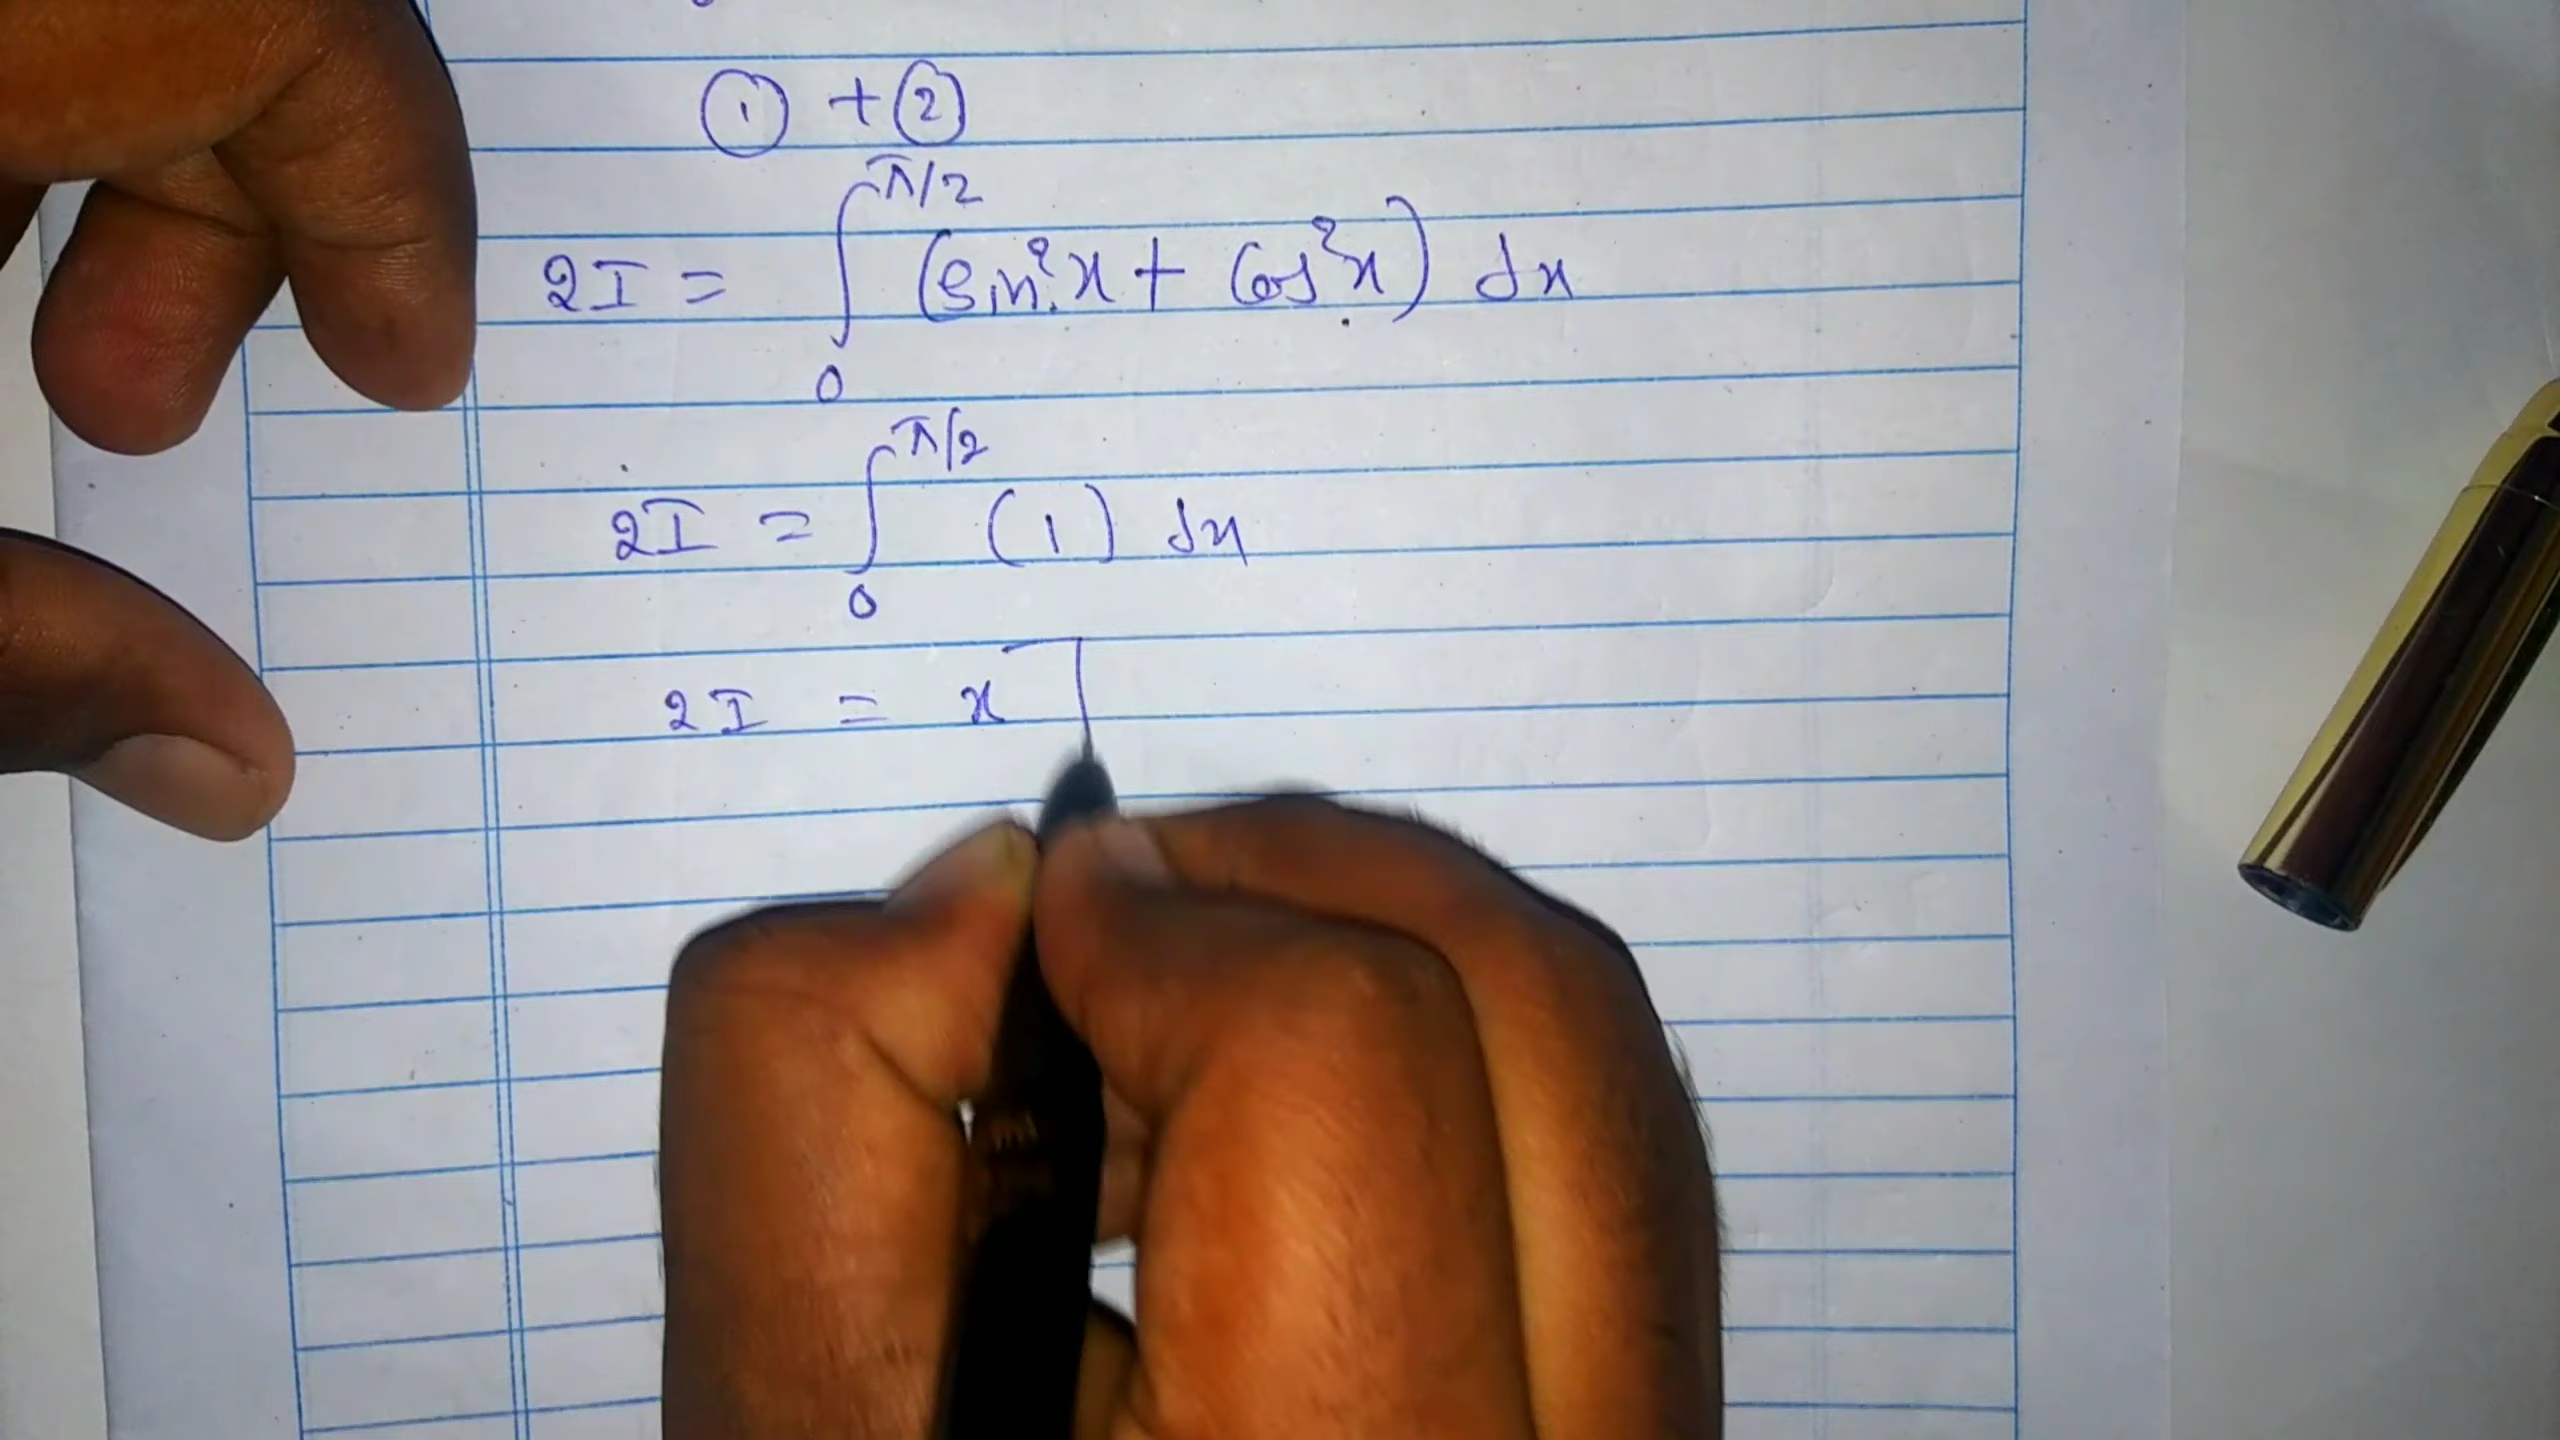 ① + ②
2I = ∫₀^π/2 (sin²x + cos²x) dx
2I = ∫₀^π/2 (1) dx
2I = x]